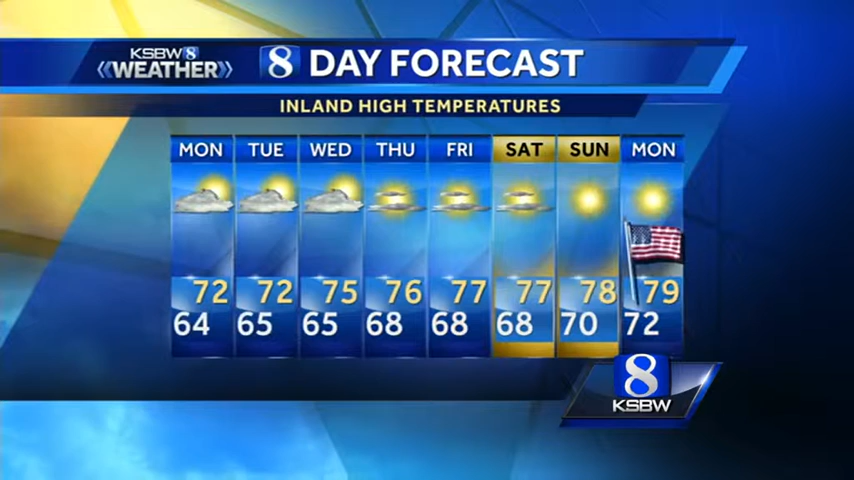 KSBW 8
WEATHER
8 DAY FORECAST
INLAND HIGH TEMPERATURES
MON TUE WED THU FRI SAT SUN MON
72 72 75 76 77 77 78 79
64 65 65 68 68 68 70 72
8
KSBW